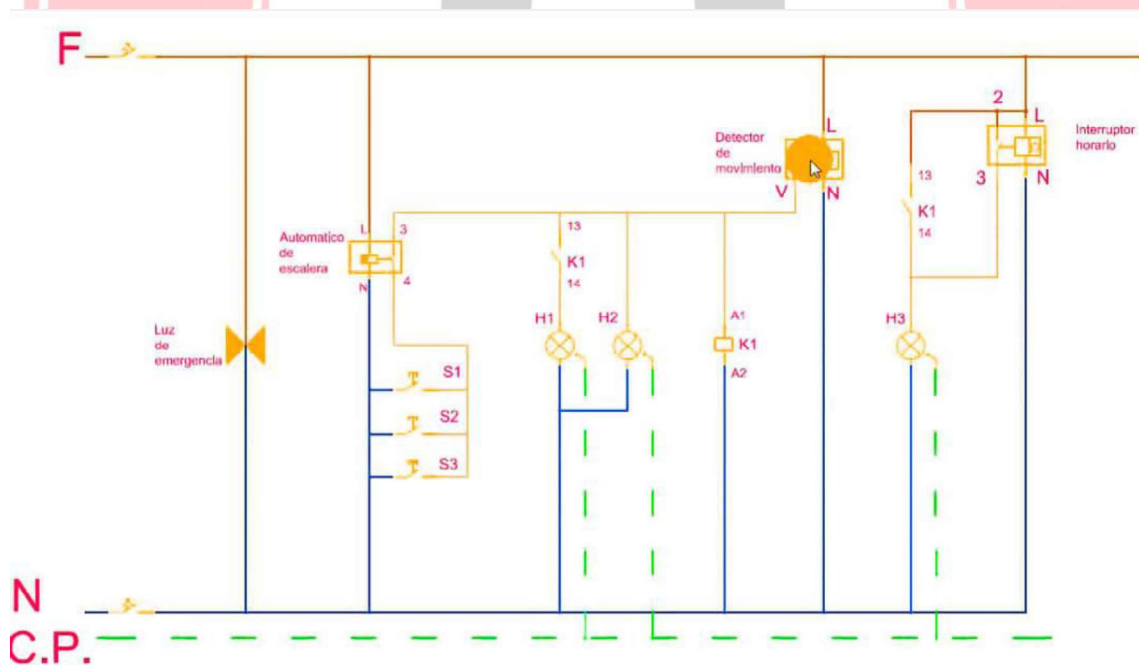 F
2
L
Interruptor
horario
Detector
de
movimiento
L
V
N
3
N
13
K1
14
Automatico
de
escalera
L
3
N
4
13
K1
14
Luz
de
emergencia
H1
H2
A1
K1
A2
H3
S1
S2
S3
N
C.P.